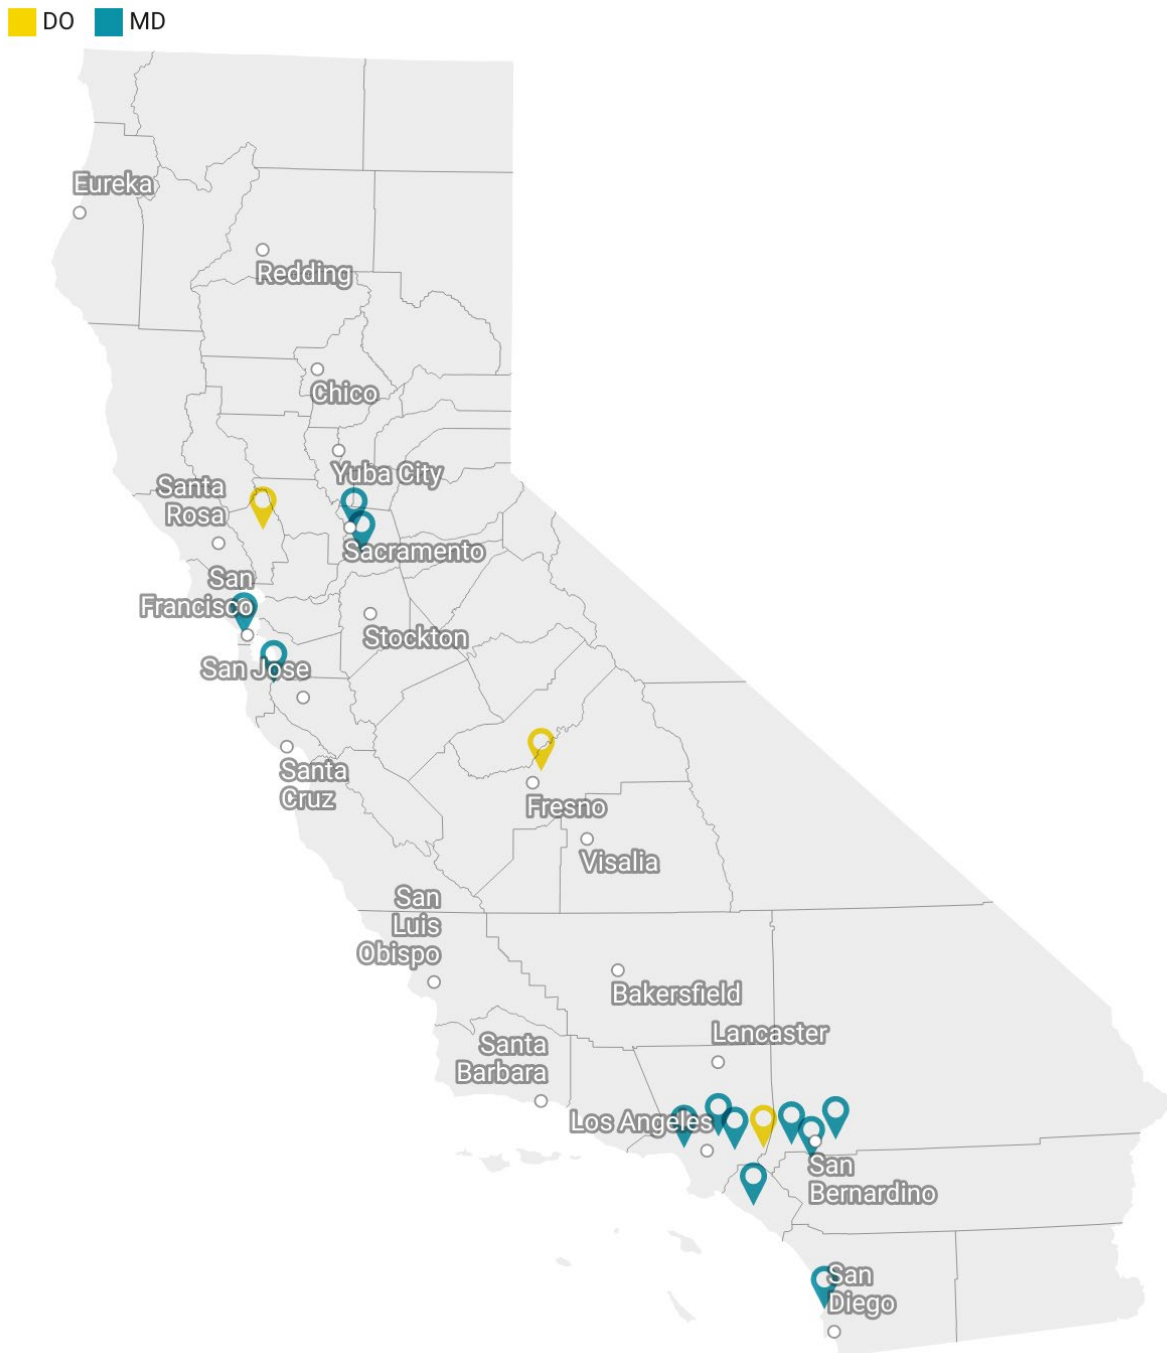 DO MD
Eureka
Redding
Chico
Yuba City
Santa
Rosa
Sacramento
San
Francisco
Stockton
San Jose
Santa
Cruz
Fresno
Visalia
San
Luis
Obispo
Bakersfield
Lancaster
Santa
Barbara
Los Angeles
San
Bernardino
San
Diego